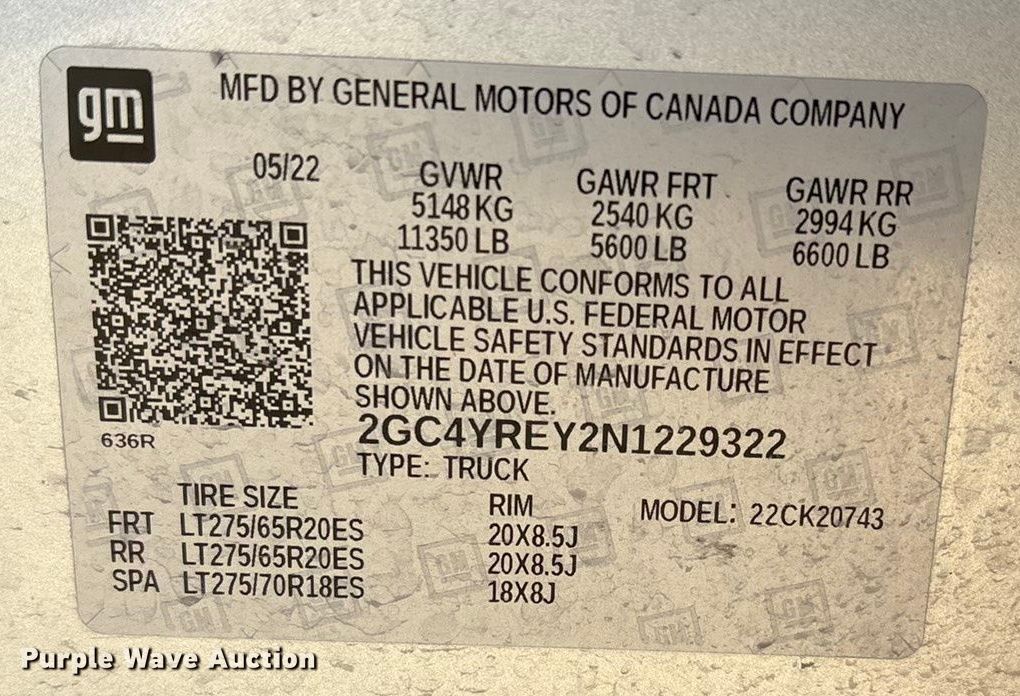 gm
MFD BY GENERAL MOTORS OF CANADA COMPANY
05/22
GVWR GAWR FRT GAWR RR
5148 KG 2540 KG 2994 KG
11350 LB 5600 LB 6600 LB
THIS VEHICLE CONFORMS TO ALL
APPLICABLE U.S. FEDERAL MOTOR
VEHICLE SAFETY STANDARDS IN EFFECT
ON THE DATE OF MANUFACTURE
SHOWN ABOVE.
636R
2GC4YREY2N1229322
TYPE: TRUCK
TIRE SIZE RIM MODEL: 22CK20743
FRT LT275/65R20ES 20X8.5J
RR LT275/65R20ES 20X8.5J
SPA LT275/70R18ES 18X8J
Purple Wave Auction